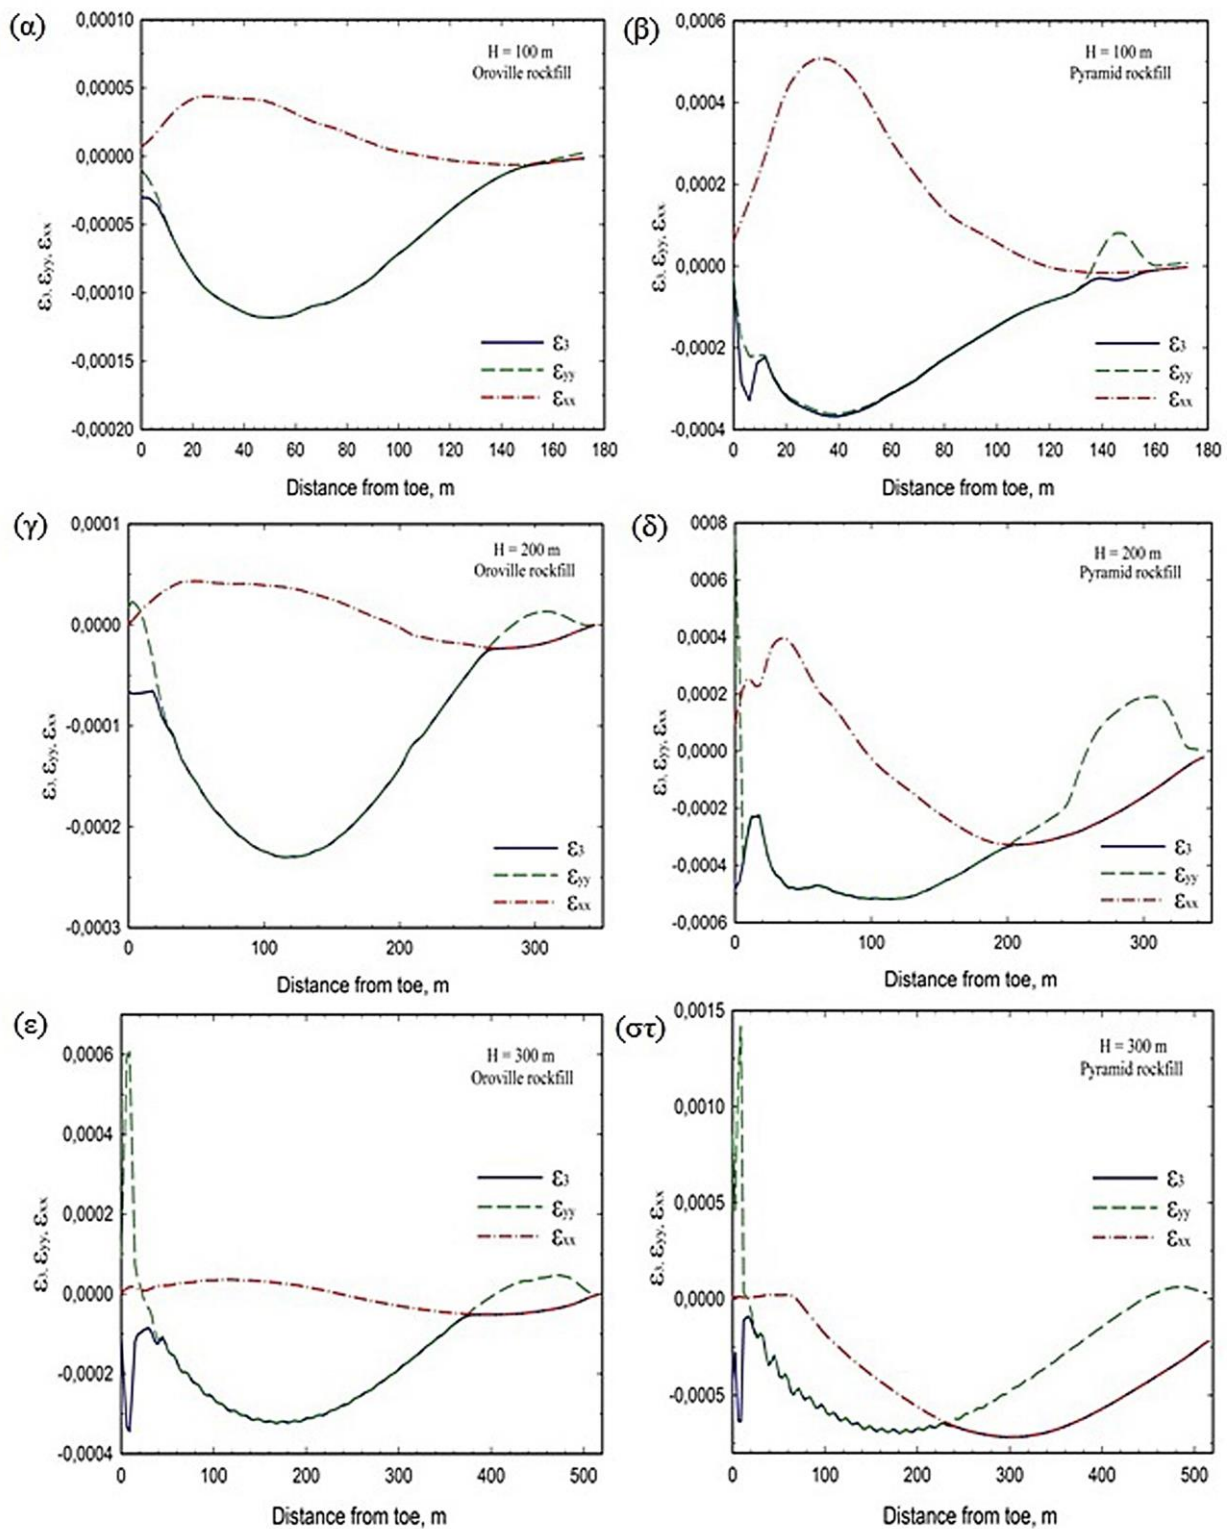 (α)
0,00010
0,00005
0,00000
-0,00005
-0,00010
-0,00015
-0,00020
ε3, εyy, εxx
H = 100 m
Oroville rockfill
ε3
εyy
εxx
0 20 40 60 80 100 120 140 160 180
Distance from toe, m
(β)
0,0006
0,0004
0,0002
0,0000
-0,0002
-0,0004
ε3, εyy, εxx
H = 100 m
Pyramid rockfill
ε3
εyy
εxx
0 20 40 60 80 100 120 140 160 180
Distance from toe, m
(γ)
0,0001
0,0000
-0,0001
-0,0002
-0,0003
ε3, εyy, εxx
H = 200 m
Oroville rockfill
ε3
εyy
εxx
0 100 200 300
Distance from toe, m
(δ)
0008
0006
0,0004
0,0002
0,0000
-0,0002
-0,0004
-0,0006
ε3, εyy, εxx
H = 200 m
Pyramid rockfill
ε3
εyy
εxx
0 100 200 300
Distance from toe, m
(ε)
0,0006
0,0004
0,0002
0,0000
-0,0002
-0,0004
ε3, εyy, εxx
H = 300 m
Oroville rockfill
ε3
εyy
εxx
0 100 200 300 400 500
Distance from toe, m
(στ)
0,0015
0,0010
0,0005
0,0000
-0,0005
ε3, εyy, εxx
H = 300 m
Pyramid rockfill
ε3
εyy
εxx
0 100 200 300 400 500
Distance from toe, m